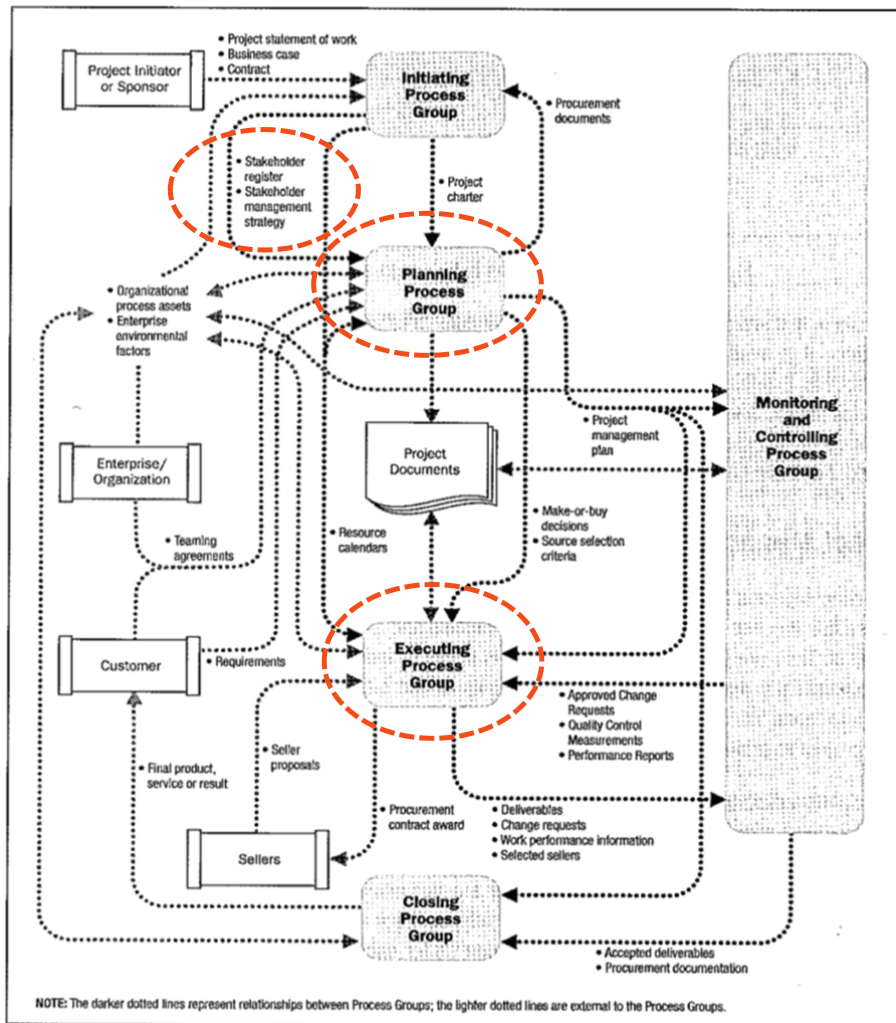 • Project statement of work
• Business case
• Contract
Project Initiator
or Sponsor
Initiating
Process
Group
• Procurement
documents
• Stakeholder
register
• Stakeholder
management
strategy
• Project
charter
Planning
Process
Group
• Organizational
process assets
• Enterprise
environmental
factors
Monitoring
and
Controlling
Process
Group
• Project
management
plan
Enterprise/
Organization
Project
Documents
• Make-or-buy
decisions
• Source selection
criteria
• Resource
calendars
• Teaming
agreements
Customer
• Requirements
Executing
Process
Group
• Approved Change
Requests
• Quality Control
Measurements
• Performance Reports
• Seller
proposals
• Final product,
service or result
• Procurement
contract award
• Deliverables
• Change requests
• Work performance information
• Selected sellers
Sellers
Closing
Process
Group
• Accepted deliverables
• Procurement documentation
NOTE: The darker dotted lines represent relationships between Process Groups; the lighter dotted lines are external to the Process Groups.